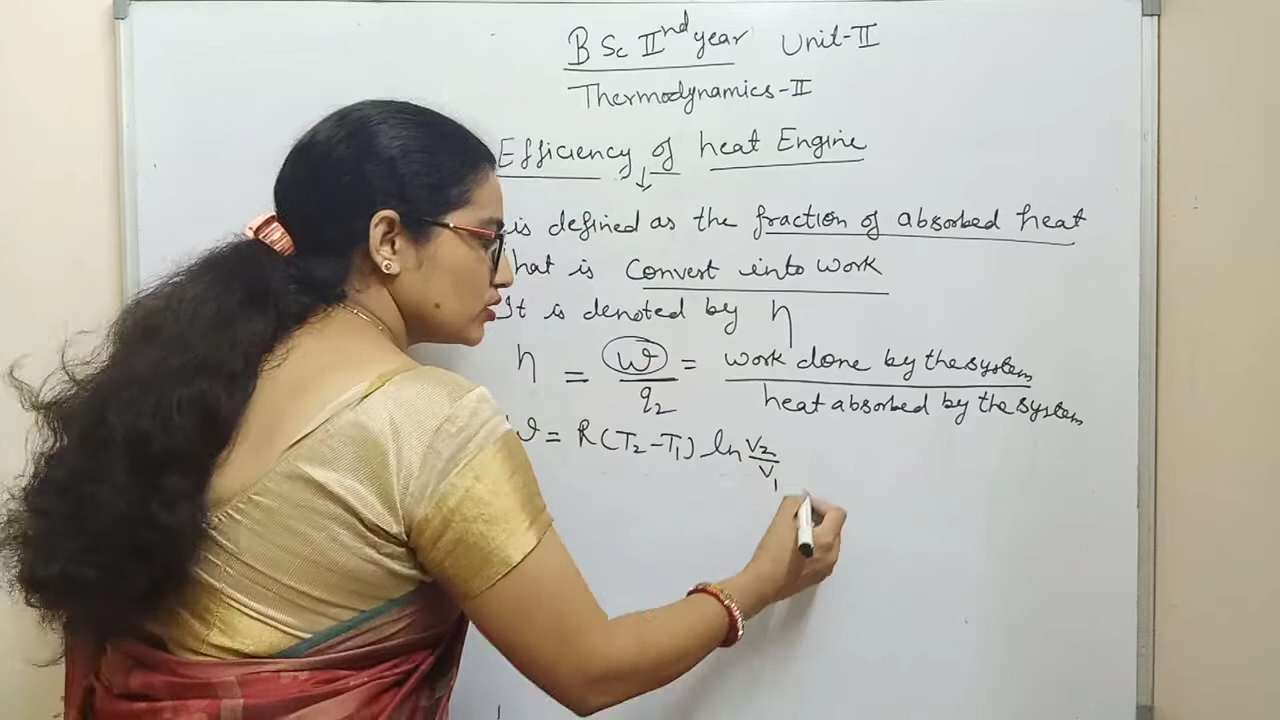 B Sc IInd year Unit-II
Thermodynamics-II
Efficiency of heat Engine
↓
is defined as the fraction of absorbed heat
hat is convert into work
It is denoted by η
η = w/q₂ = work done by the system / heat absorbed by the system
w = R(T₂-T₁) ln V₂/V₁